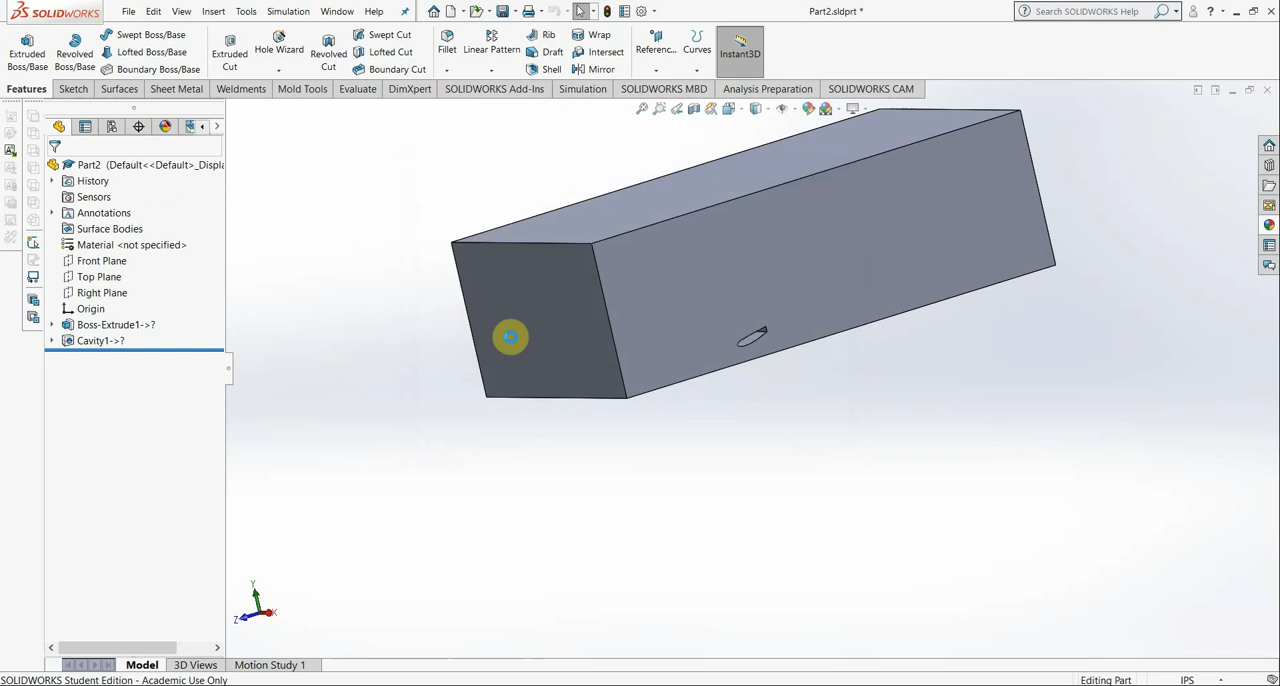 SOLIDWORKS File Edit View Insert Tools Simulation Window Help Part2.sldprt * Search SOLIDWORKS Help ?
Extruded Boss/Base
Revolved Boss/Base
Swept Boss/Base
Lofted Boss/Base
Boundary Boss/Base
Extruded Cut
Hole Wizard
Revolved Cut
Swept Cut
Lofted Cut
Boundary Cut
Fillet
Linear Pattern
Rib
Draft
Shell
Wrap
Intersect
Mirror
Referenc...
Curves
Instant3D
Features Sketch Surfaces Sheet Metal Weldments Mold Tools Evaluate DimXpert SOLIDWORKS Add-Ins Simulation SOLIDWORKS MBD Analysis Preparation SOLIDWORKS CAM
Part2 (Default<<Default>_Displa
History
Sensors
Annotations
Surface Bodies
Material <not specified>
Front Plane
Top Plane
Right Plane
Origin
Boss-Extrude1->?
Cavity1->?
Y
Z
X
Model 3D Views Motion Study 1
SOLIDWORKS Student Edition - Academic Use Only Editing Part IPS